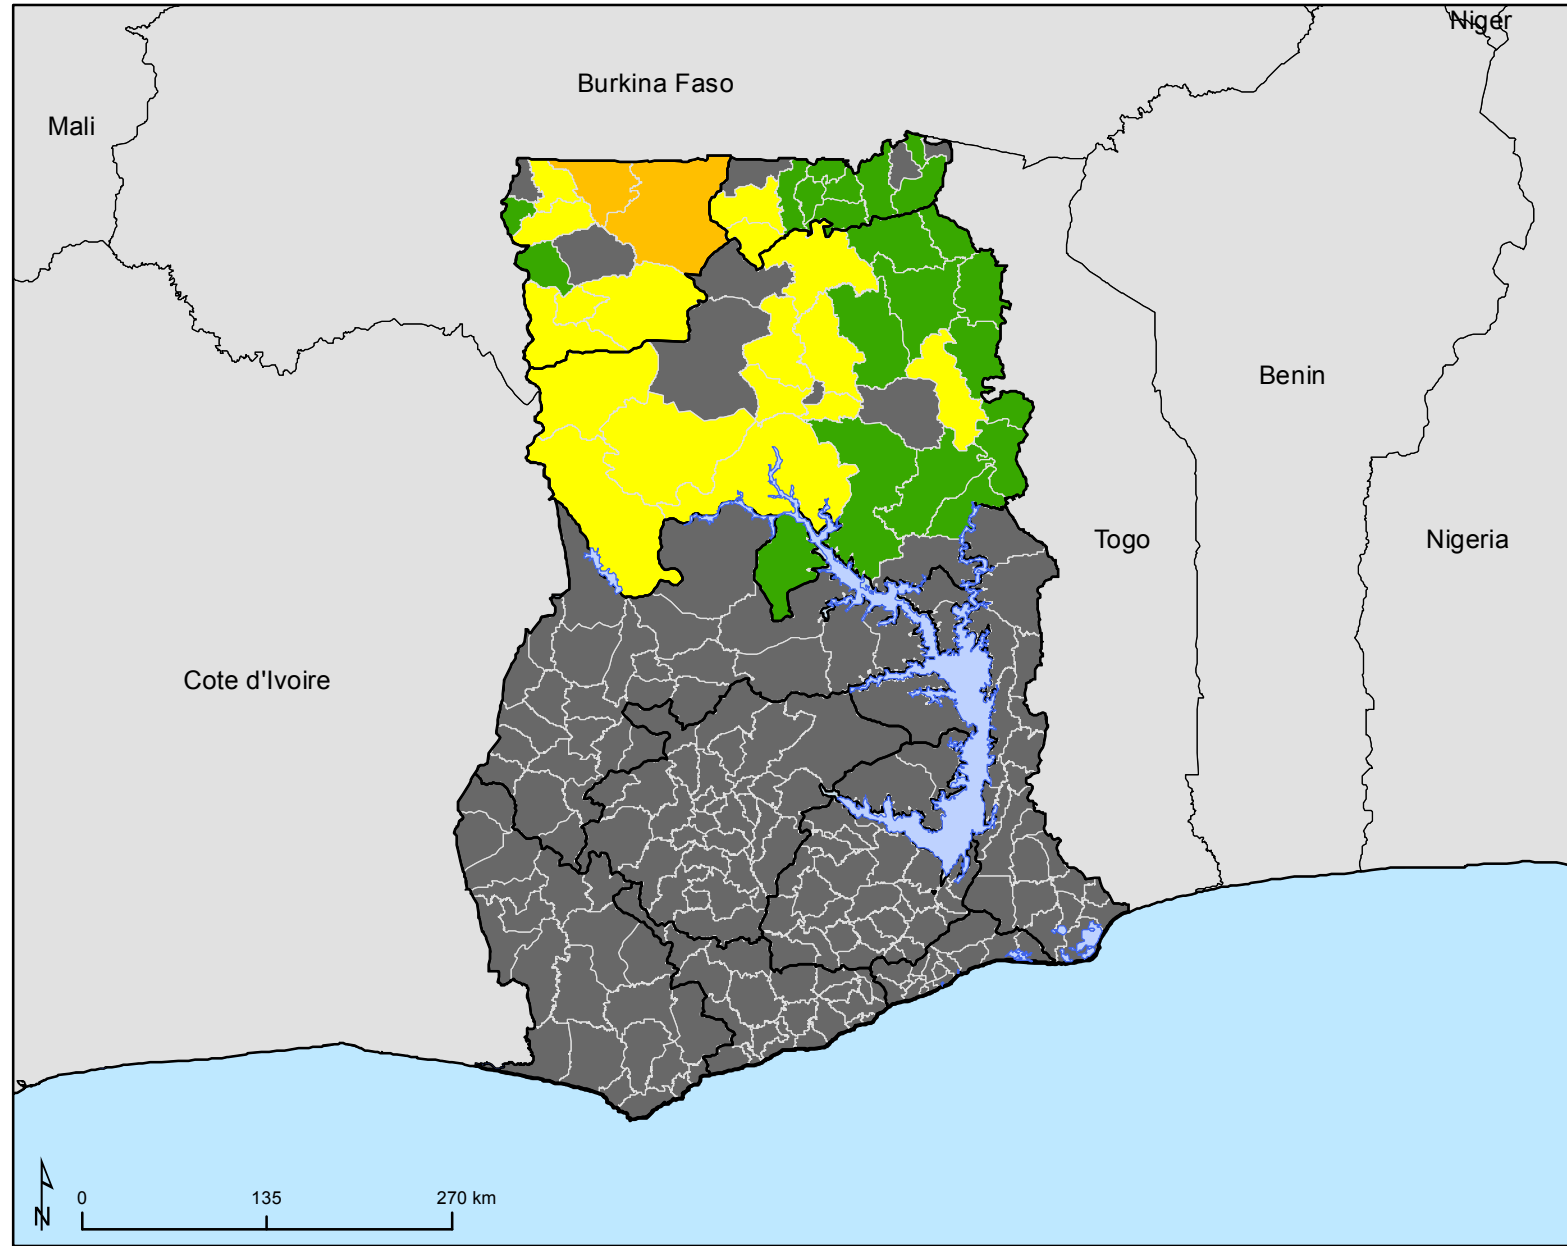 Niger
Burkina Faso
Mali
Benin
Togo
Nigeria
Cote d'Ivoire
N
0 135 270 km